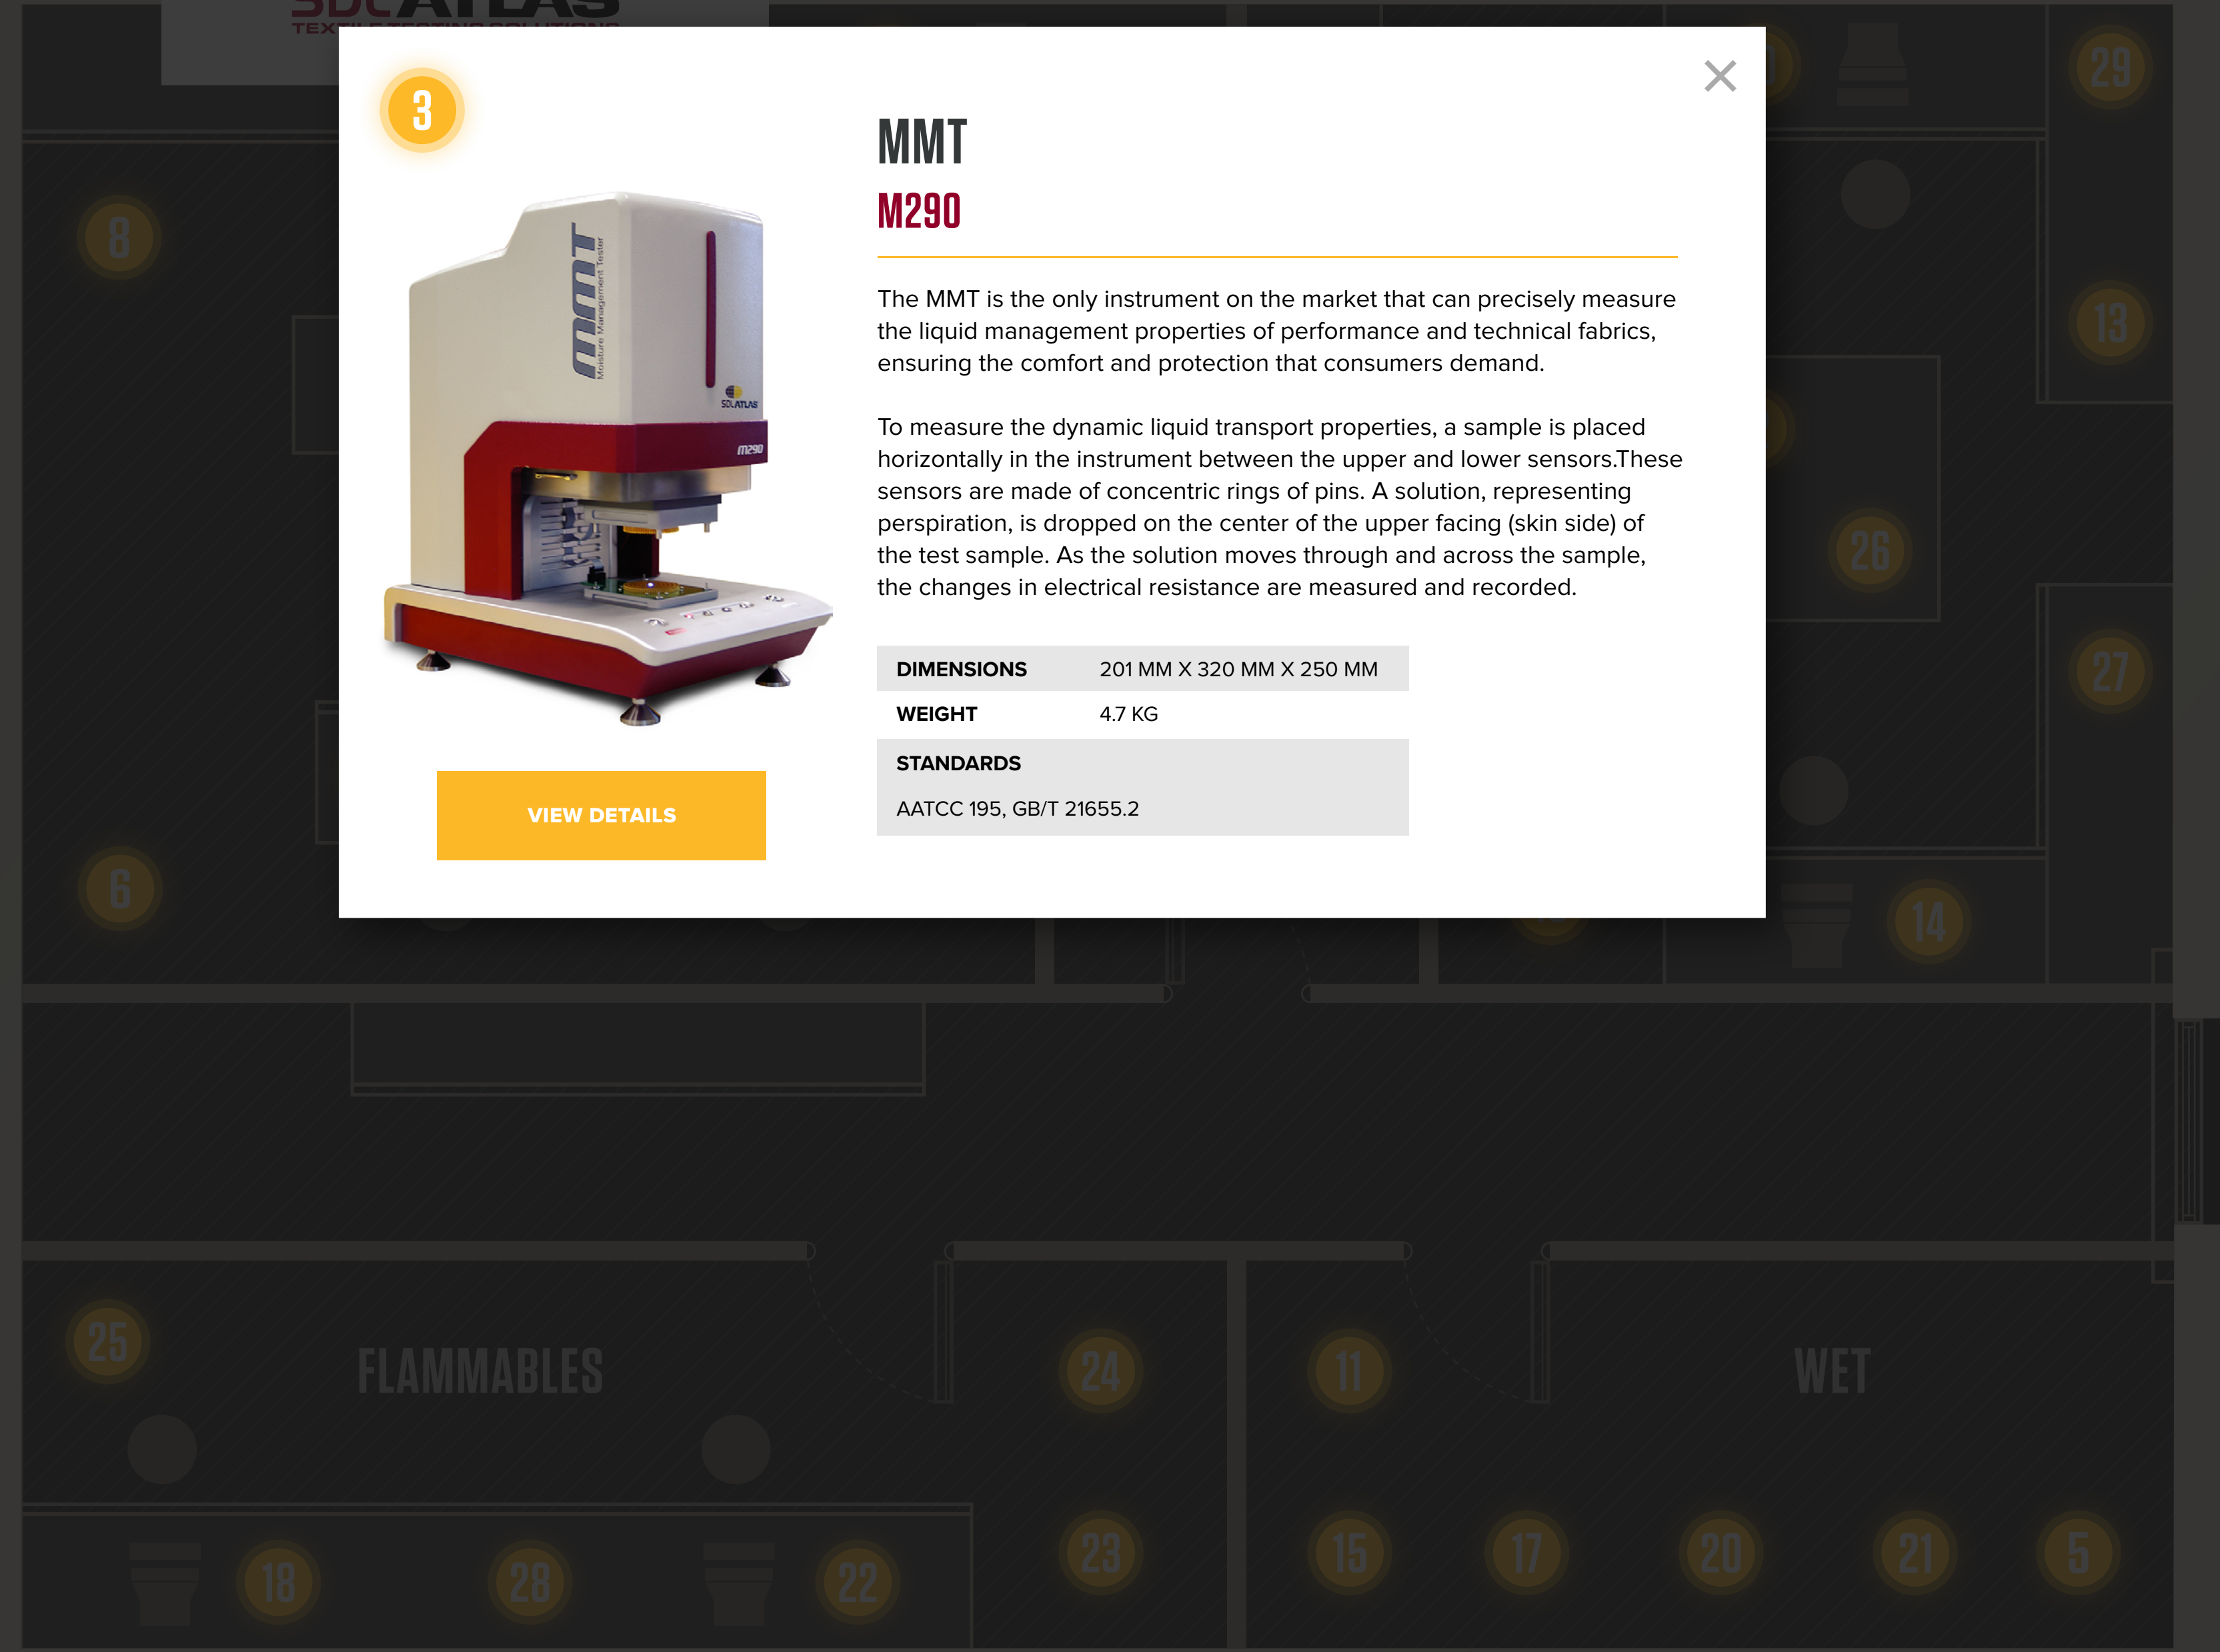 SDLATLAS
TEXTILE TESTING SOLUTIONS
3
MMT
M290
The MMT is the only instrument on the market that can precisely measure
the liquid management properties of performance and technical fabrics,
ensuring the comfort and protection that consumers demand.
To measure the dynamic liquid transport properties, a sample is placed
horizontally in the instrument between the upper and lower sensors.These
sensors are made of concentric rings of pins. A solution, representing
perspiration, is dropped on the center of the upper facing (skin side) of
the test sample. As the solution moves through and across the sample,
the changes in electrical resistance are measured and recorded.
DIMENSIONS 201 MM X 320 MM X 250 MM
WEIGHT 4.7 KG
STANDARDS
AATCC 195, GB/T 21655.2
mmT
Moisture Management Tester
SDLATLAS
m290
VIEW DETAILS
29
8
13
26
27
6
14
25
FLAMMABLES
24
11
WET
18
28
22
23
15
17
20
21
5